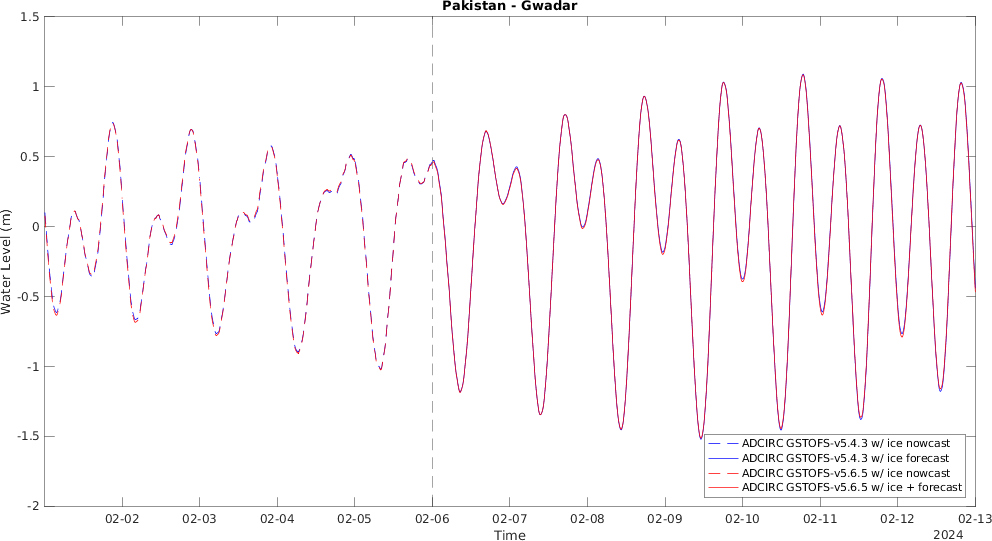 Pakistan - Gwadar
1.5
1
0.5
0
-0.5
-1
-1.5
-2
Water Level (m)
ADCIRC GSTOFS-v5.4.3 w/ ice nowcast
ADCIRC GSTOFS-v5.4.3 w/ ice forecast
ADCIRC GSTOFS-v5.6.5 w/ ice nowcast
ADCIRC GSTOFS-v5.6.5 w/ ice + forecast
02-02 02-03 02-04 02-05 02-06 02-07 02-08 02-09 02-10 02-11 02-12 02-13
Time
2024